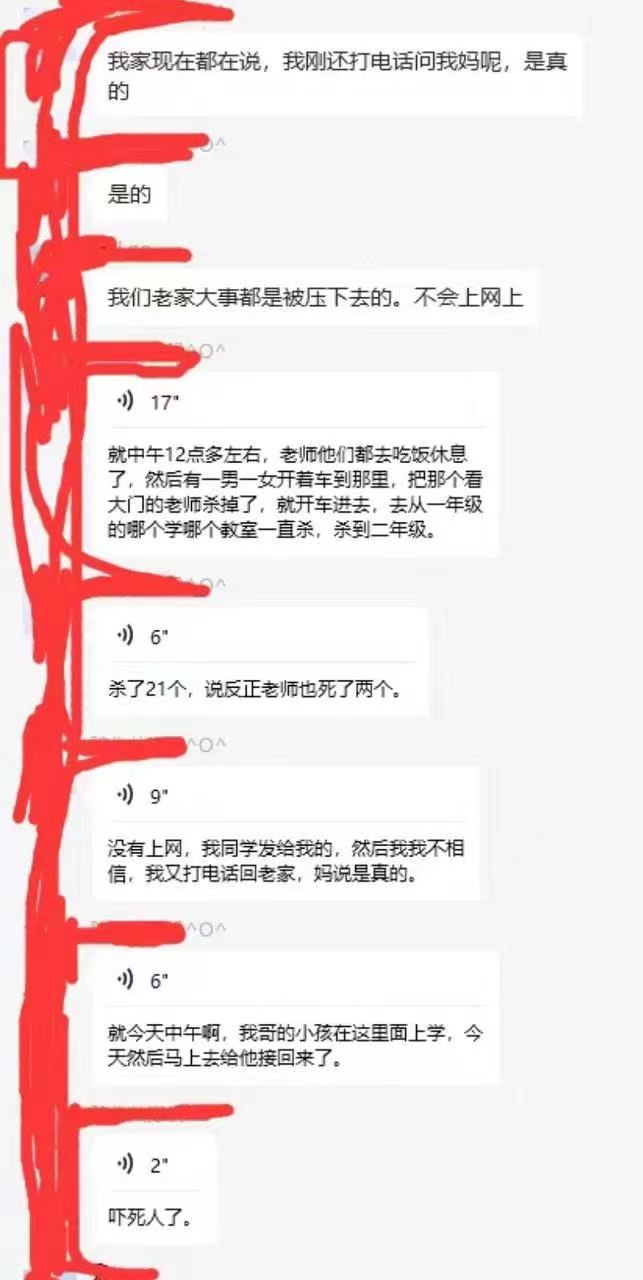 我家现在都在说，我刚还打电话问我妈呢，是真
的
^O^
是的
我们老家大事都是被压下去的。不会上网上
^O^
17"
就中午12点多左右，老师他们都去吃饭休息
了，然后有一男一女开着车到那里，把那个看
大门的老师杀掉了，就开车进去，去从一年级
的哪个学哪个教室一直杀，杀到二年级。
^O^
6"
杀了21个，说反正老师也死了两个。
^O^
9"
没有上网，我同学发给我的，然后我我不相
信，我又打电话回老家，妈说是真的。
^O^
6"
就今天中午啊，我哥的小孩在这里面上学，今
天然后马上去给他接回来了。
2"
吓死人了。